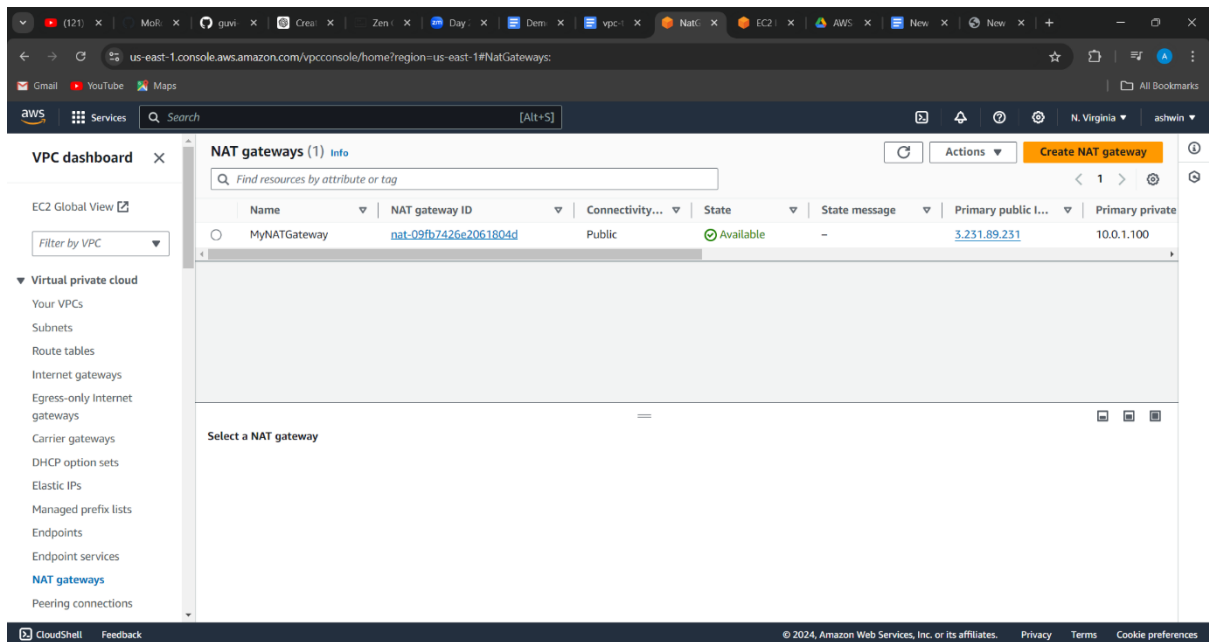 (121) MoR guvi Creat Zen ( Day Dem vpc-t NatG EC2 I AWS New New
us-east-1.console.aws.amazon.com/vpcconsole/home?region=us-east-1#NatGateways:
Gmail YouTube Maps All Bookmarks
aws Services Search [Alt+S] N. Virginia ashwin
VPC dashboard
EC2 Global View
Filter by VPC
Virtual private cloud
Your VPCs
Subnets
Route tables
Internet gateways
Egress-only Internet
gateways
Carrier gateways
DHCP option sets
Elastic IPs
Managed prefix lists
Endpoints
Endpoint services
NAT gateways
Peering connections
NAT gateways (1) Info
Actions Create NAT gateway
Find resources by attribute or tag
1
Name NAT gateway ID Connectivity... State State message Primary public I... Primary private
MyNATGateway nat-09fb7426e2061804d Public Available – 3.231.89.231 10.0.1.100
Select a NAT gateway
CloudShell Feedback © 2024, Amazon Web Services, Inc. or its affiliates. Privacy Terms Cookie preferences